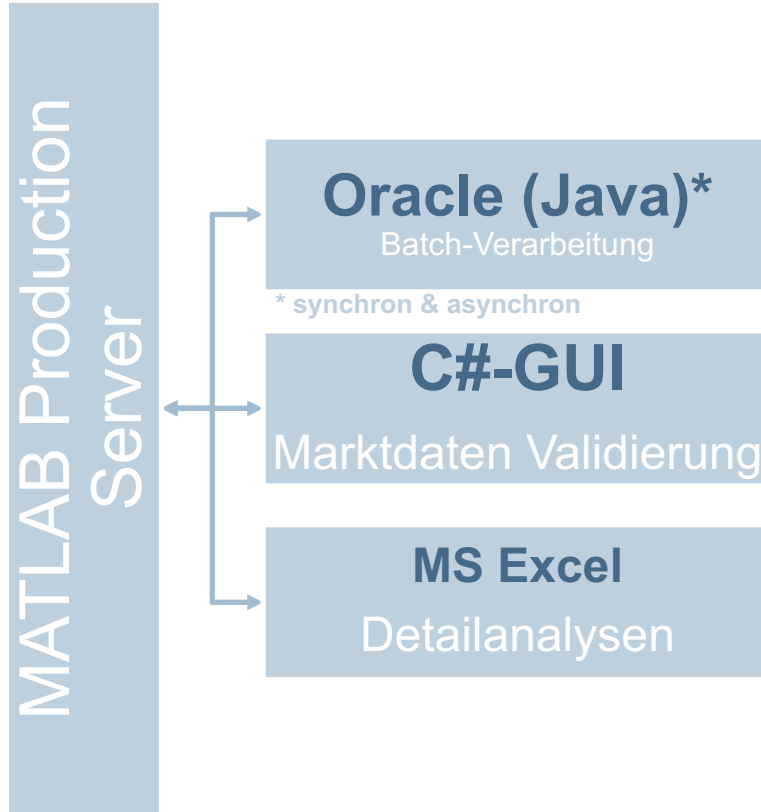 MATLAB Production
Server
Oracle (Java)*
Batch-Verarbeitung
* synchron & asynchron
C#-GUI
Marktdaten Validierung
MS Excel
Detailanalysen